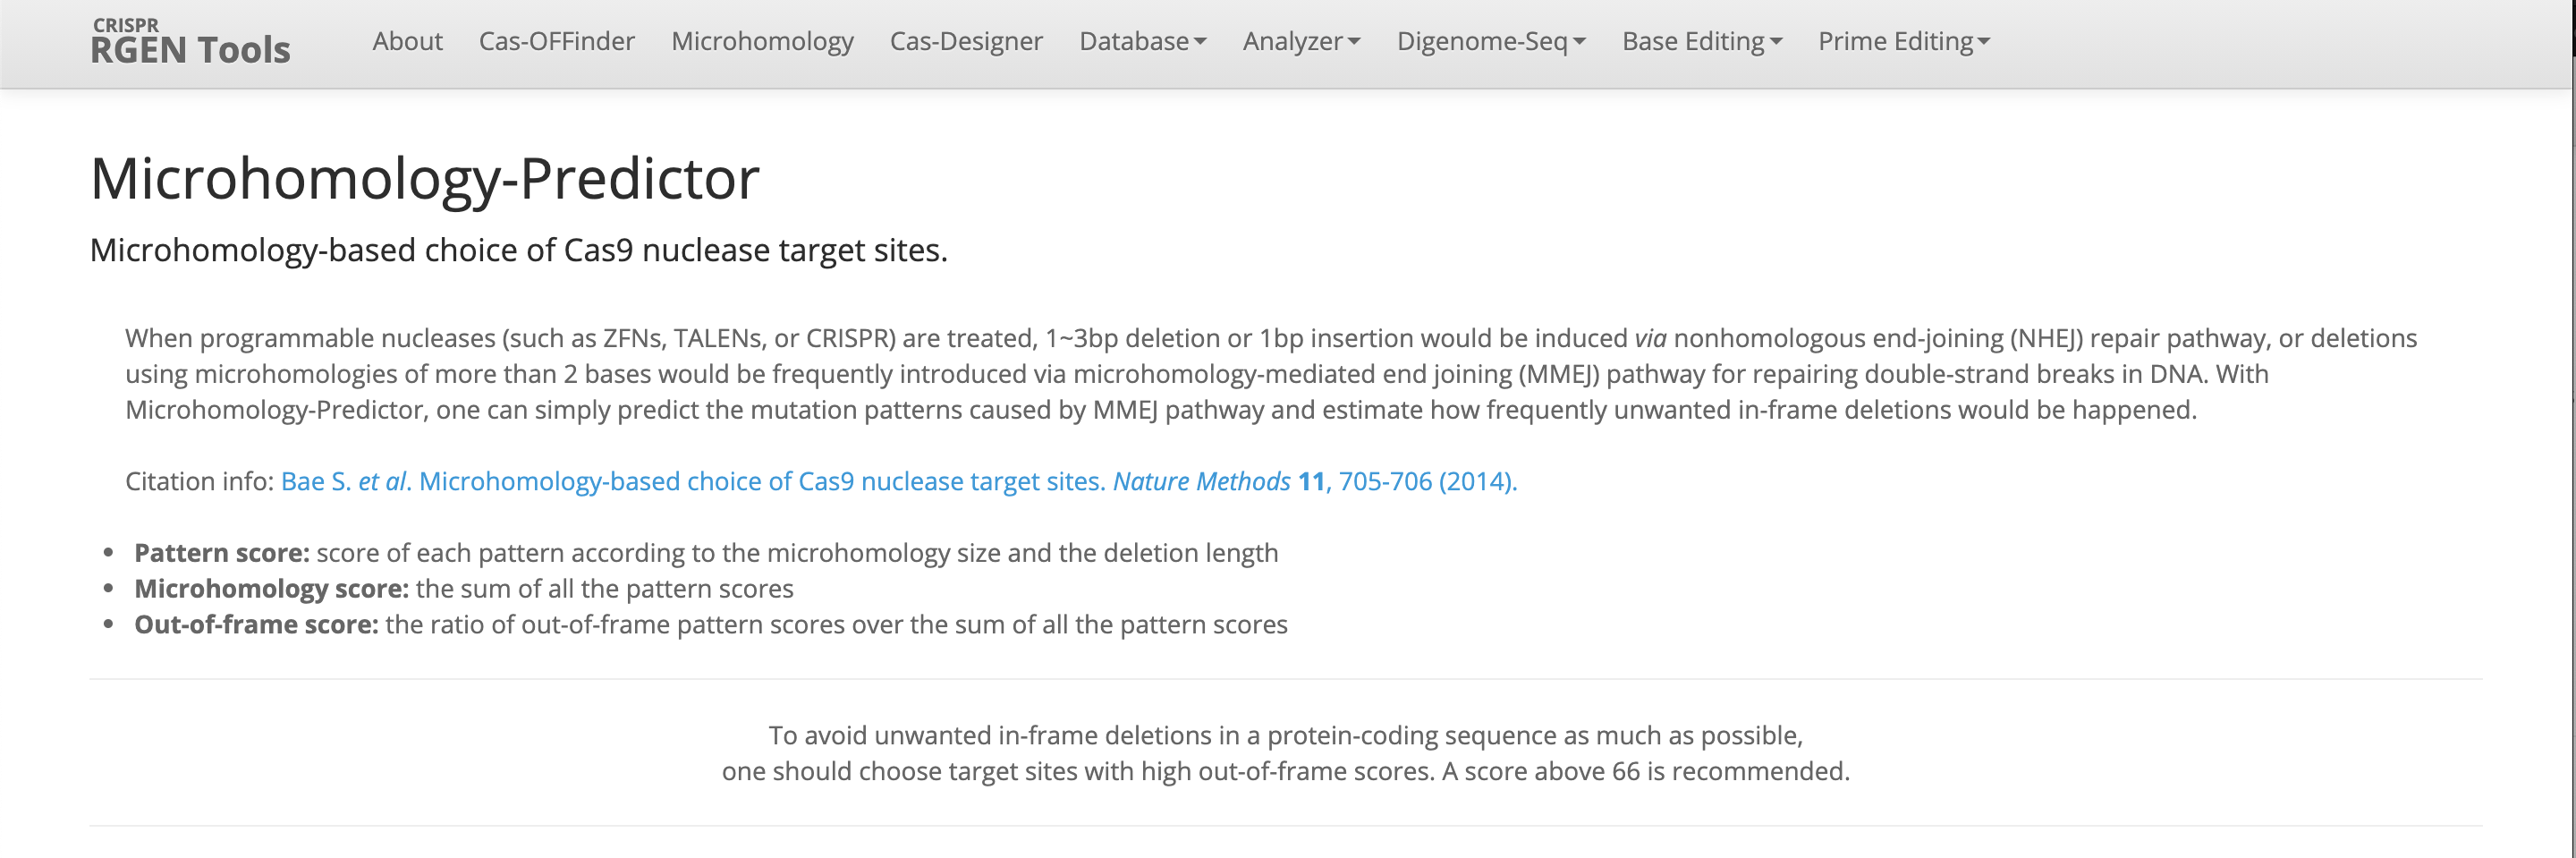 CRISPR
RGEN Tools
About Cas-OFFinder Microhomology Cas-Designer Database Analyzer Digenome-Seq Base Editing Prime Editing
Microhomology-Predictor
Microhomology-based choice of Cas9 nuclease target sites.
When programmable nucleases (such as ZFNs, TALENs, or CRISPR) are treated, 1~3bp deletion or 1bp insertion would be induced via nonhomologous end-joining (NHEJ) repair pathway, or deletions
using microhomologies of more than 2 bases would be frequently introduced via microhomology-mediated end joining (MMEJ) pathway for repairing double-strand breaks in DNA. With
Microhomology-Predictor, one can simply predict the mutation patterns caused by MMEJ pathway and estimate how frequently unwanted in-frame deletions would be happened.
Citation info: Bae S. et al. Microhomology-based choice of Cas9 nuclease target sites. Nature Methods 11, 705-706 (2014).
• Pattern score: score of each pattern according to the microhomology size and the deletion length
• Microhomology score: the sum of all the pattern scores
• Out-of-frame score: the ratio of out-of-frame pattern scores over the sum of all the pattern scores
To avoid unwanted in-frame deletions in a protein-coding sequence as much as possible,
one should choose target sites with high out-of-frame scores. A score above 66 is recommended.